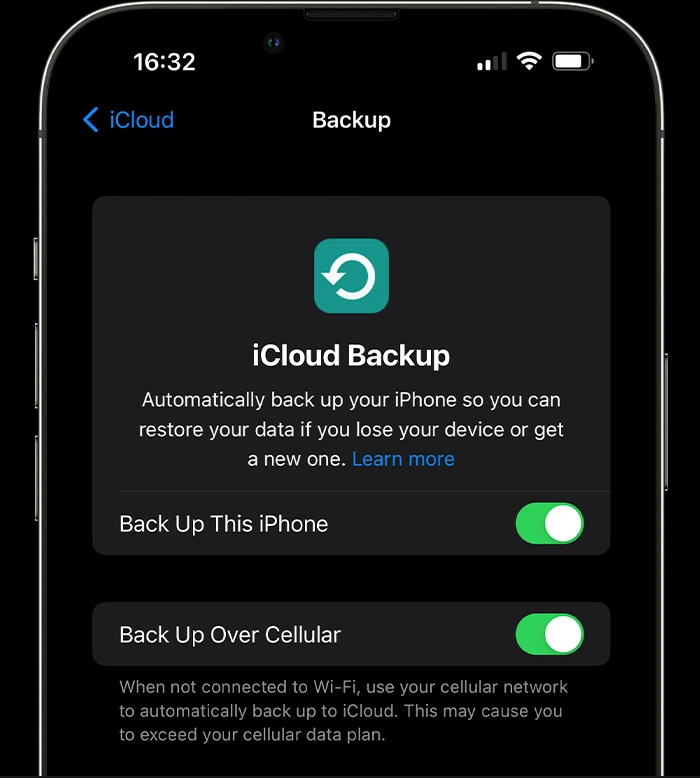 16:32
iCloud
Backup
iCloud Backup
Automatically back up your iPhone so you can
restore your data if you lose your device or get
a new one. Learn more
Back Up This iPhone
Back Up Over Cellular
When not connected to Wi-Fi, use your cellular network
to automatically back up to iCloud. This may cause you
to exceed your cellular data plan.